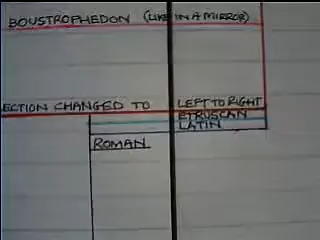 BOUSTROPHEDON (LIKE IN A MIRROR)
ECTION CHANGED TO LEFT TO RIGHT
ETRUSCAN
LATIN
ROMAN